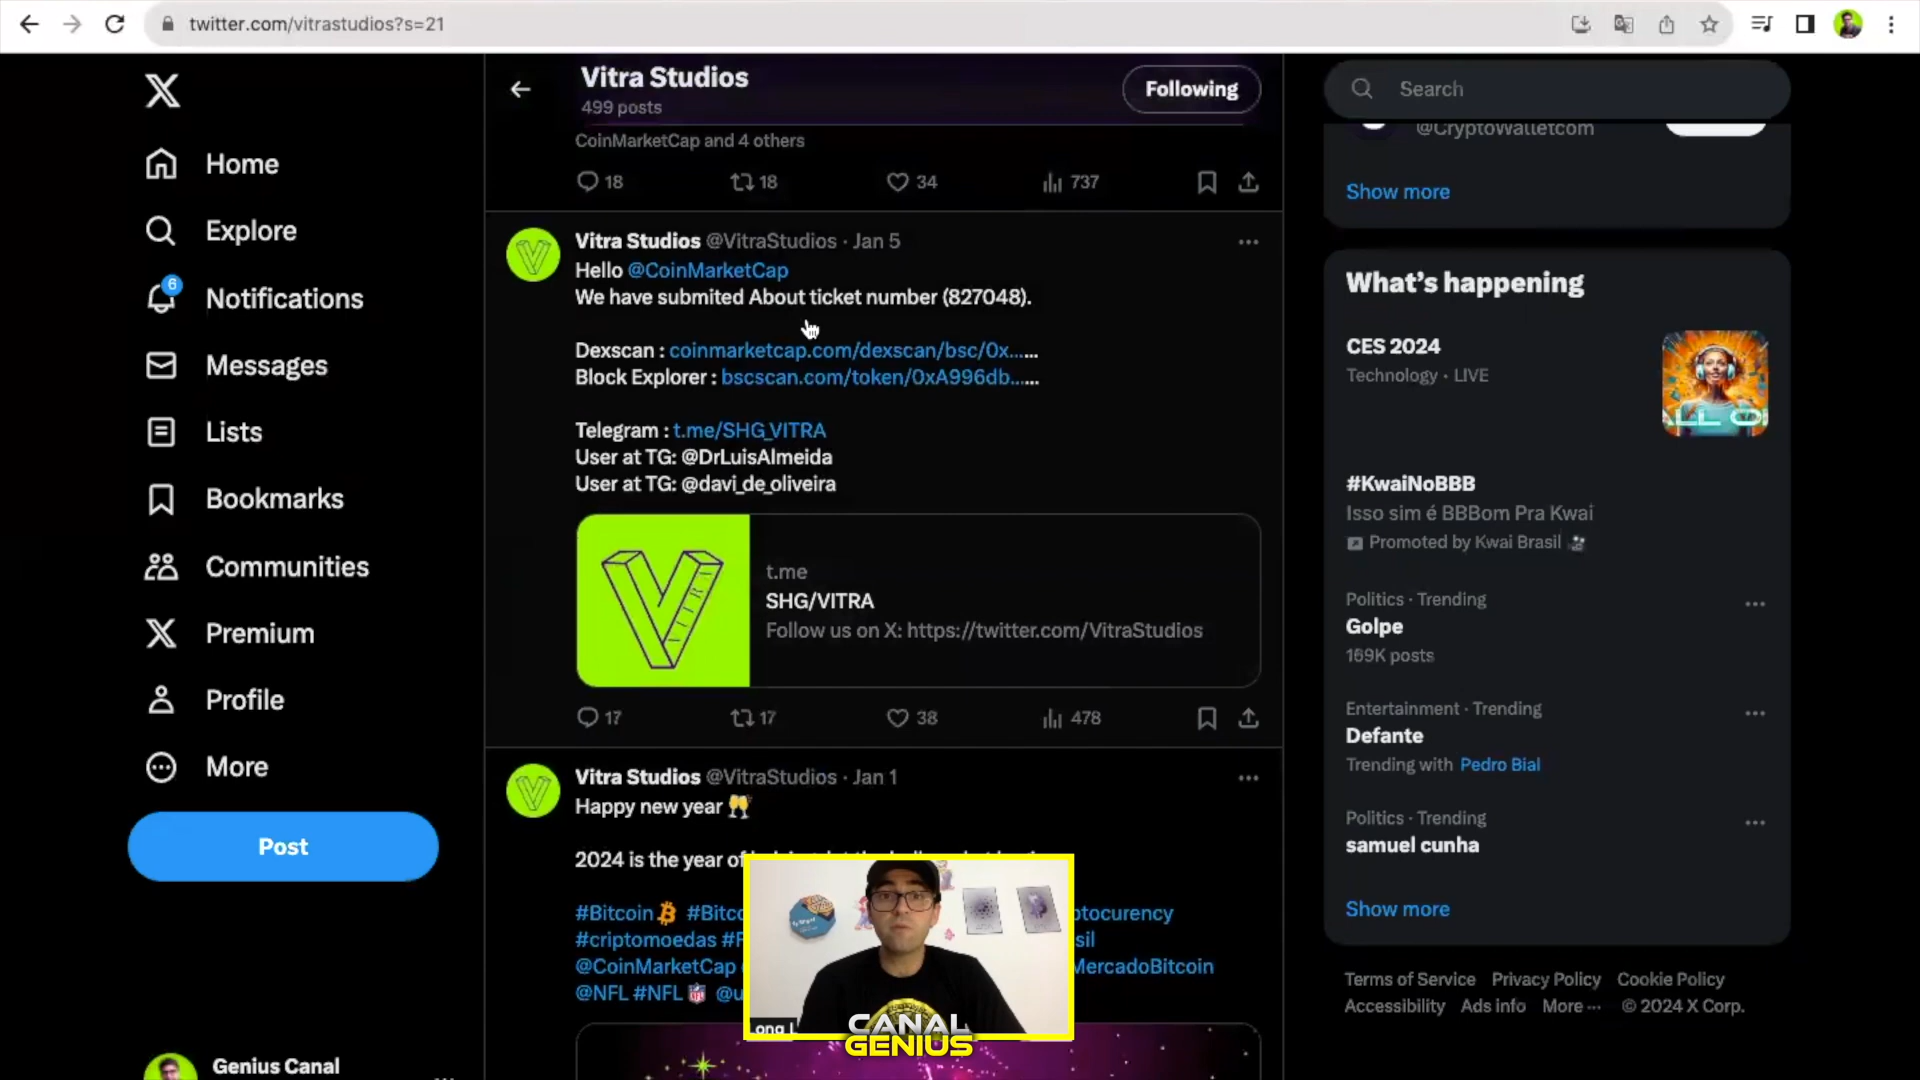 twitter.com/vitrastudios?s=21
Home
Explore
6
Notifications
Messages
Lists
Bookmarks
Communities
Premium
Profile
More
Post
Genius Canal
Vitra Studios
499 posts
Following
CoinMarketCap and 4 others
18 18 34 737
Vitra Studios @VitraStudios · Jan 5
Hello @CoinMarketCap
We have submited About ticket number (827048).
Dexscan : coinmarketcap.com/dexscan/bsc/0x......
Block Explorer : bscscan.com/token/0xA996db......
Telegram : t.me/SHG_VITRA
User at TG: @DrLuisAlmeida
User at TG: @davi_de_oliveira
VITRA
t.me
SHG/VITRA
Follow us on X: https://twitter.com/VitraStudios
17 17 38 478
Vitra Studios @VitraStudios · Jan 1
Happy new year
2024 is the year of
#Bitcoin
#criptomoedas
@CoinMarketCap MercadoBitcoin
@NFL #NFL
CANAL
GENIUS
Search
@CryptoWalletcom
Show more
What's happening
CES 2024
Technology · LIVE
#KwaiNoBBB
Isso sim é BBBom Pra Kwai
Promoted by Kwai Brasil
Politics · Trending
Golpe
169K posts
Entertainment · Trending
Defante
Trending with Pedro Bial
Politics · Trending
samuel cunha
Show more
Terms of Service Privacy Policy Cookie Policy
Accessibility Ads info More ··· © 2024 X Corp.